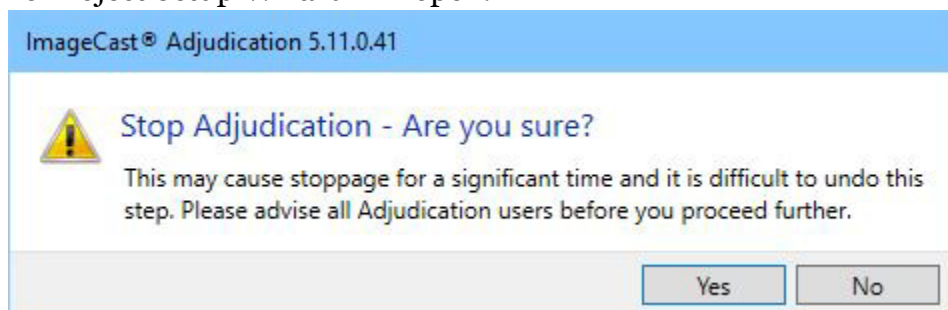 ImageCast® Adjudication 5.11.0.41
Stop Adjudication - Are you sure?
This may cause stoppage for a significant time and it is difficult to undo this
step. Please advise all Adjudication users before you proceed further.
Yes No